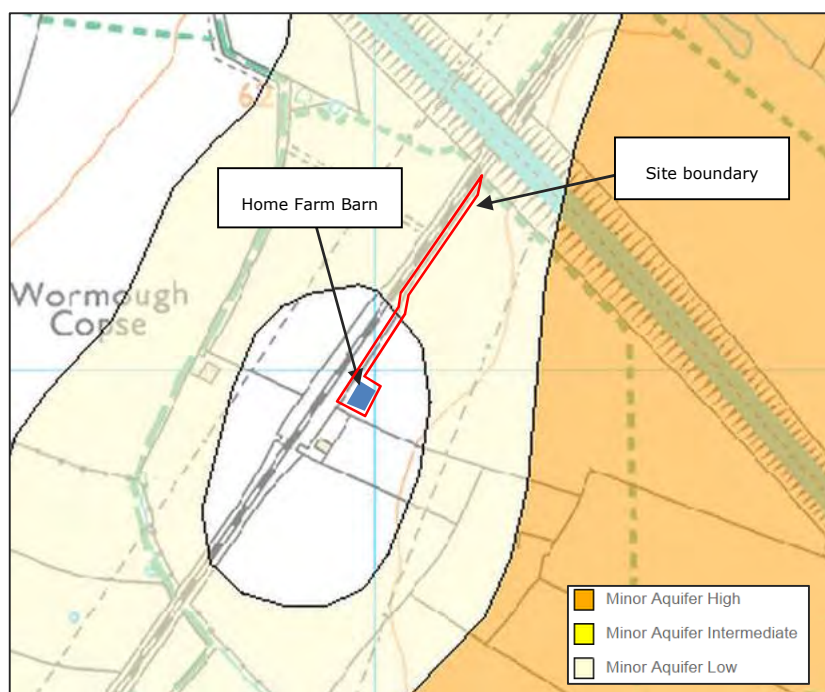 62
Site boundary
Home Farm Barn
Wormough
Copse
Minor Aquifer High
Minor Aquifer Intermediate
Minor Aquifer Low